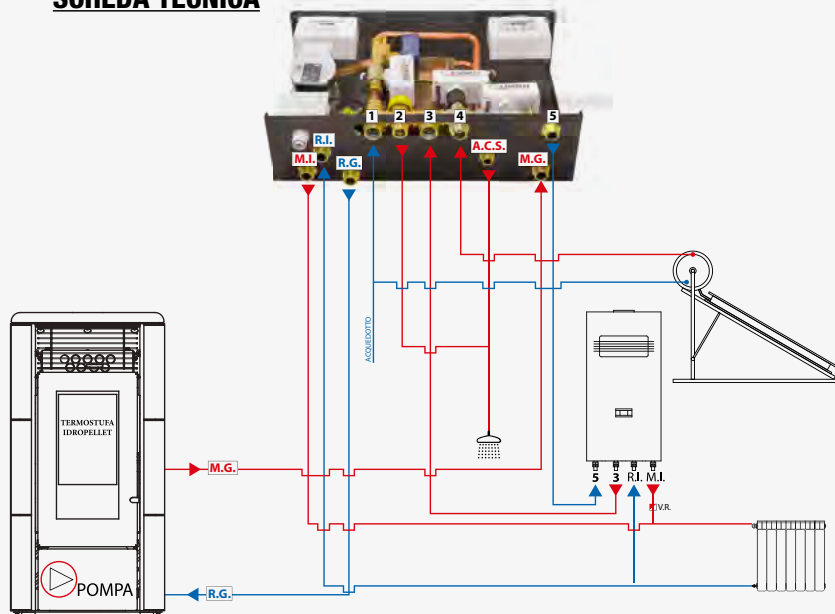 SCHEDA TECNICA
1 2 3 4 5
R.I. A.C.S.
M.I. R.G. M.G.
ACQUEDOTTO
TERMOSTUFA
IDROPELLET
M.G.
5 3 R.I. M.I.
V.R.
POMPA
R.G.